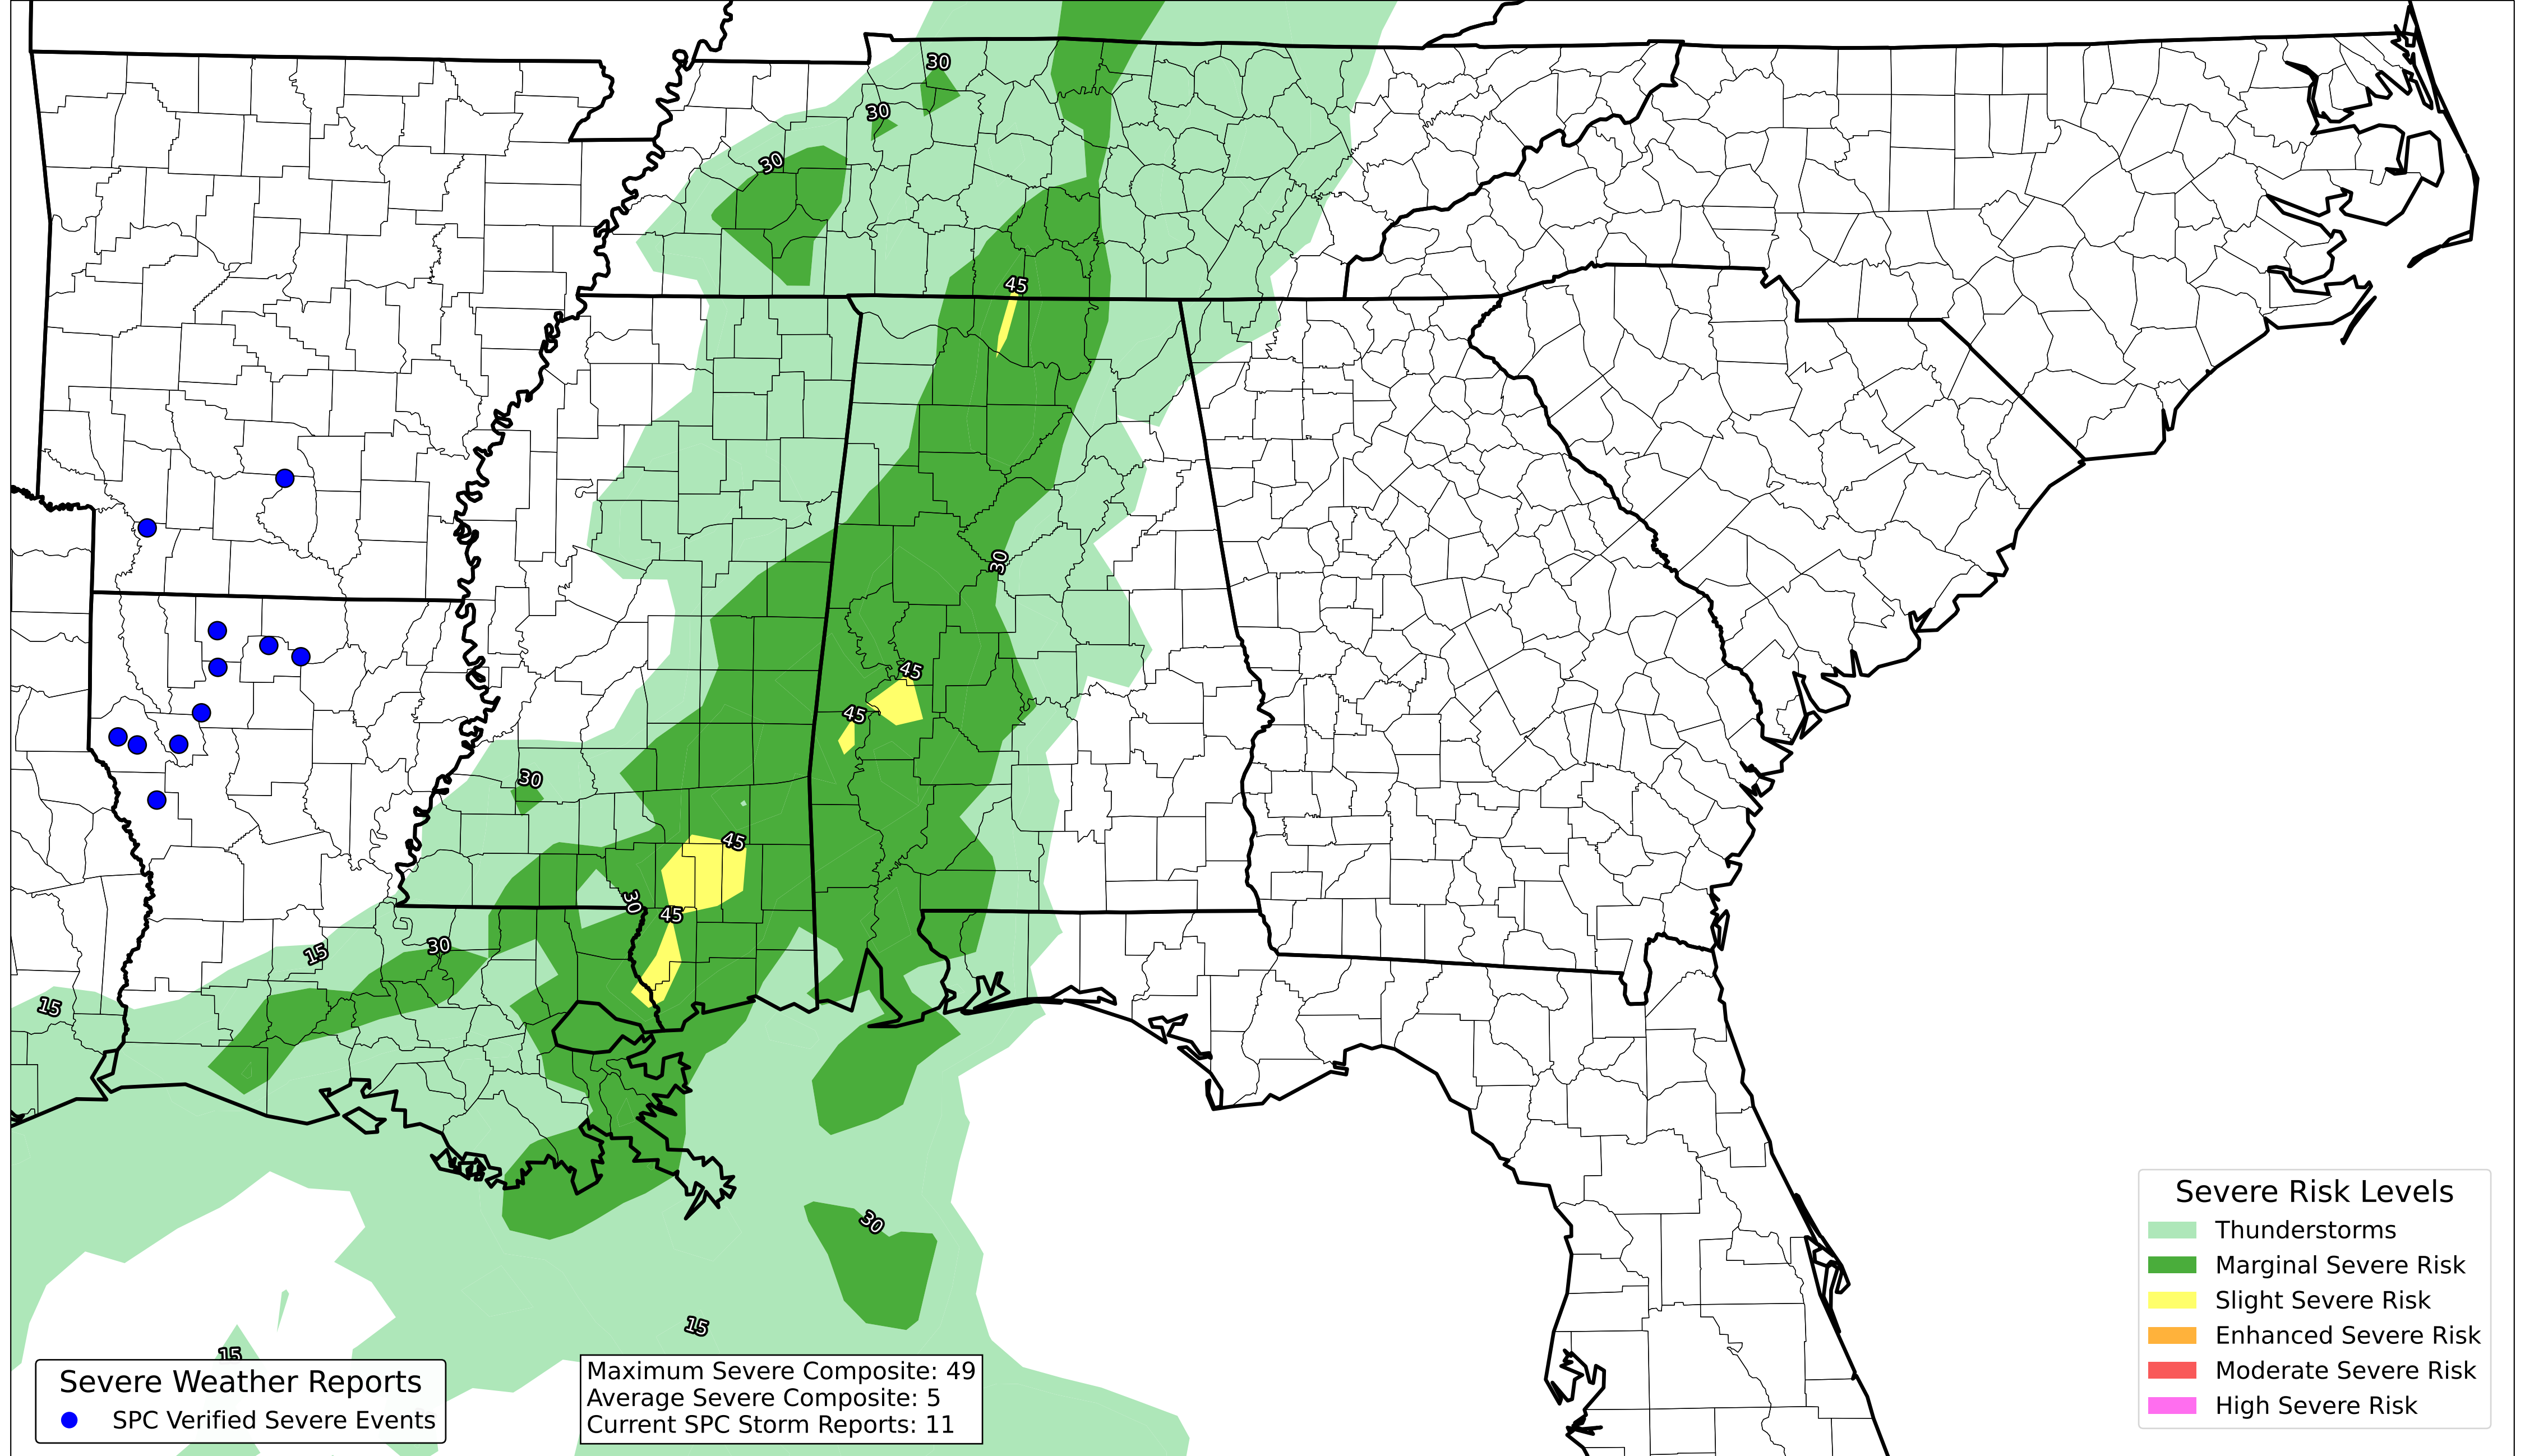 30
30
30
45
30
45
45
30
45
30
45
30
15
15
30
15
15
Severe Weather Reports
SPC Verified Severe Events
Maximum Severe Composite: 49
Average Severe Composite: 5
Current SPC Storm Reports: 11
Severe Risk Levels
Thunderstorms
Marginal Severe Risk
Slight Severe Risk
Enhanced Severe Risk
Moderate Severe Risk
High Severe Risk